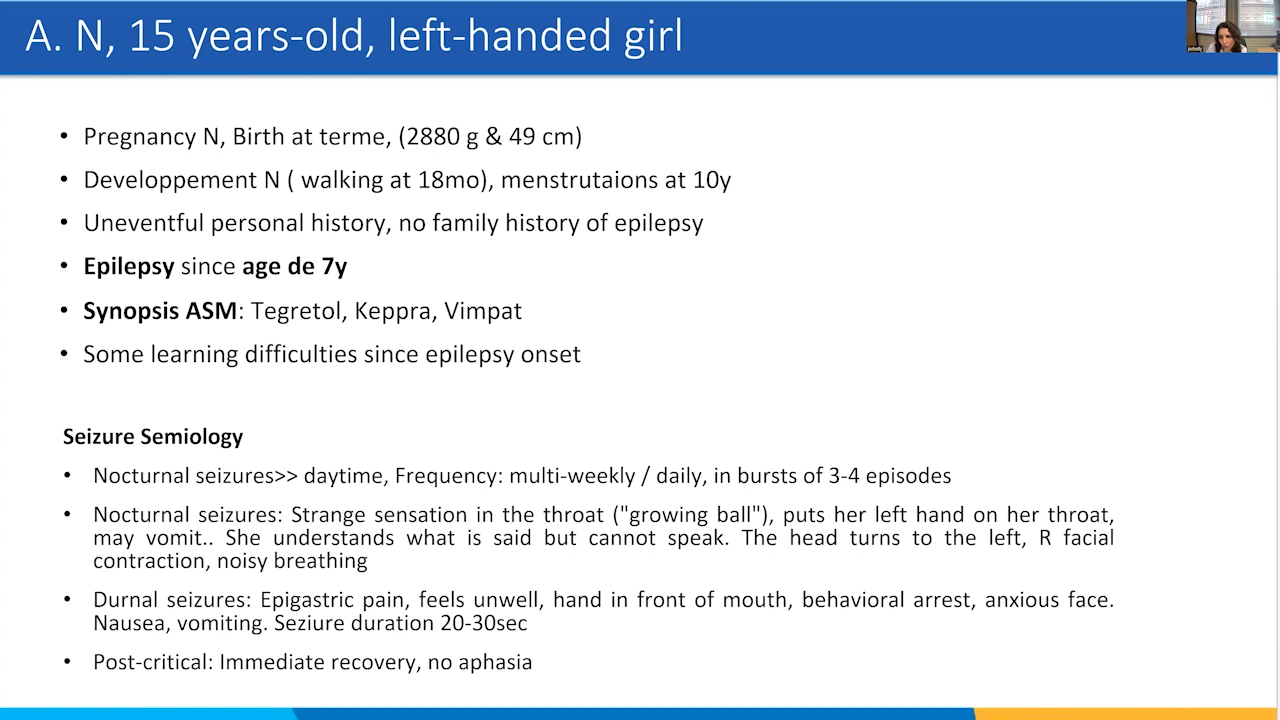 A. N, 15 years-old, left-handed girl
• Pregnancy N, Birth at terme, (2880 g & 49 cm)
• Developpement N ( walking at 18mo), menstrutaions at 10y
• Uneventful personal history, no family history of epilepsy
• Epilepsy since age de 7y
• Synopsis ASM: Tegretol, Keppra, Vimpat
• Some learning difficulties since epilepsy onset
Seizure Semiology
• Nocturnal seizures>> daytime, Frequency: multi-weekly / daily, in bursts of 3-4 episodes
• Nocturnal seizures: Strange sensation in the throat ("growing ball"), puts her left hand on her throat,
may vomit.. She understands what is said but cannot speak. The head turns to the left, R facial
contraction, noisy breathing
• Durnal seizures: Epigastric pain, feels unwell, hand in front of mouth, behavioral arrest, anxious face.
Nausea, vomiting. Seziure duration 20-30sec
• Post-critical: Immediate recovery, no aphasia